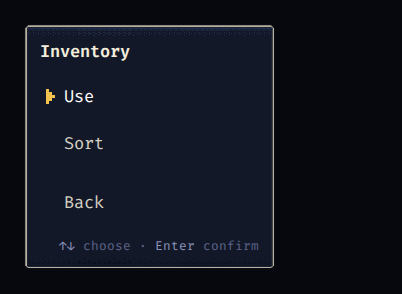 Inventory
Use
Sort
Back
↑↓ choose · Enter confirm